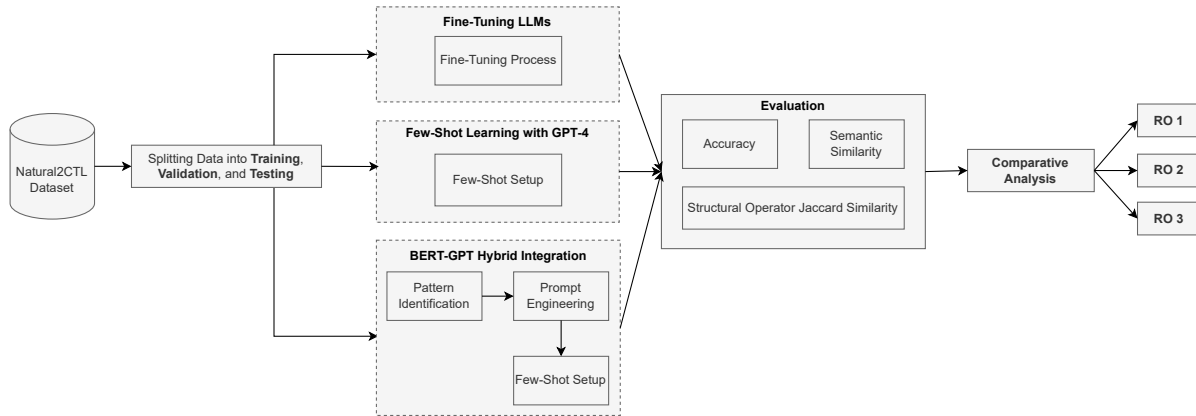 Natural2CTL
Dataset
Splitting Data into Training,
Validation, and Testing
Fine-Tuning LLMs
Fine-Tuning Process
Few-Shot Learning with GPT-4
Few-Shot Setup
BERT-GPT Hybrid Integration
Pattern
Identification
Prompt
Engineering
Few-Shot Setup
Evaluation
Accuracy
Semantic
Similarity
Structural Operator Jaccard Similarity
Comparative
Analysis
RO 1
RO 2
RO 3